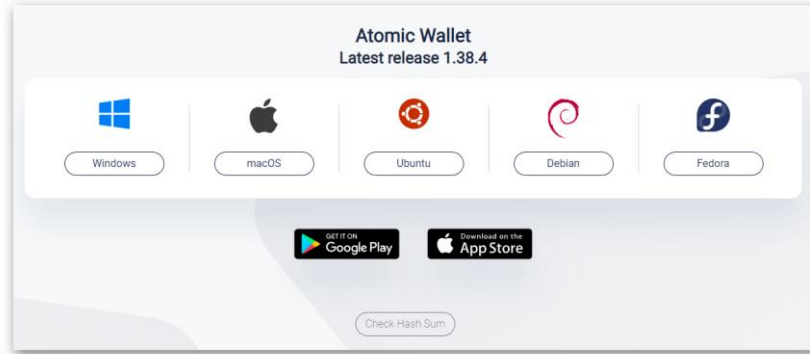 Atomic Wallet
Latest release 1.38.4
Windows
macOS
Ubuntu
Debian
Fedora
GET IT ON
Google Play
Download on the
App Store
Check Hash Sum